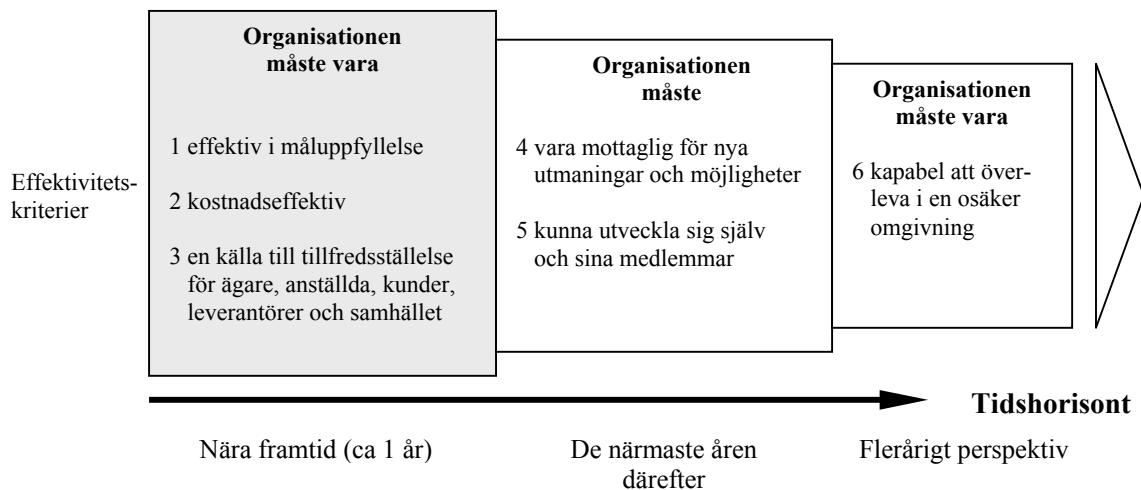 Organisationen
måste vara
1 effektiv i måluppfyllelse
2 kostnadseffektiv
3 en källa till tillfredsställelse
för ägare, anställda, kunder,
leverantörer och samhället
Organisationen
måste
4 vara mottaglig för nya
utmaningar och möjligheter
5 kunna utveckla sig själv
och sina medlemmar
Organisationen
måste vara
6 kapabel att över-
leva i en osäker
omgivning
Effektivitets-
kriterier
Tidshorisont
Nära framtid (ca 1 år)
De närmaste åren
därefter
Flerårigt perspektiv